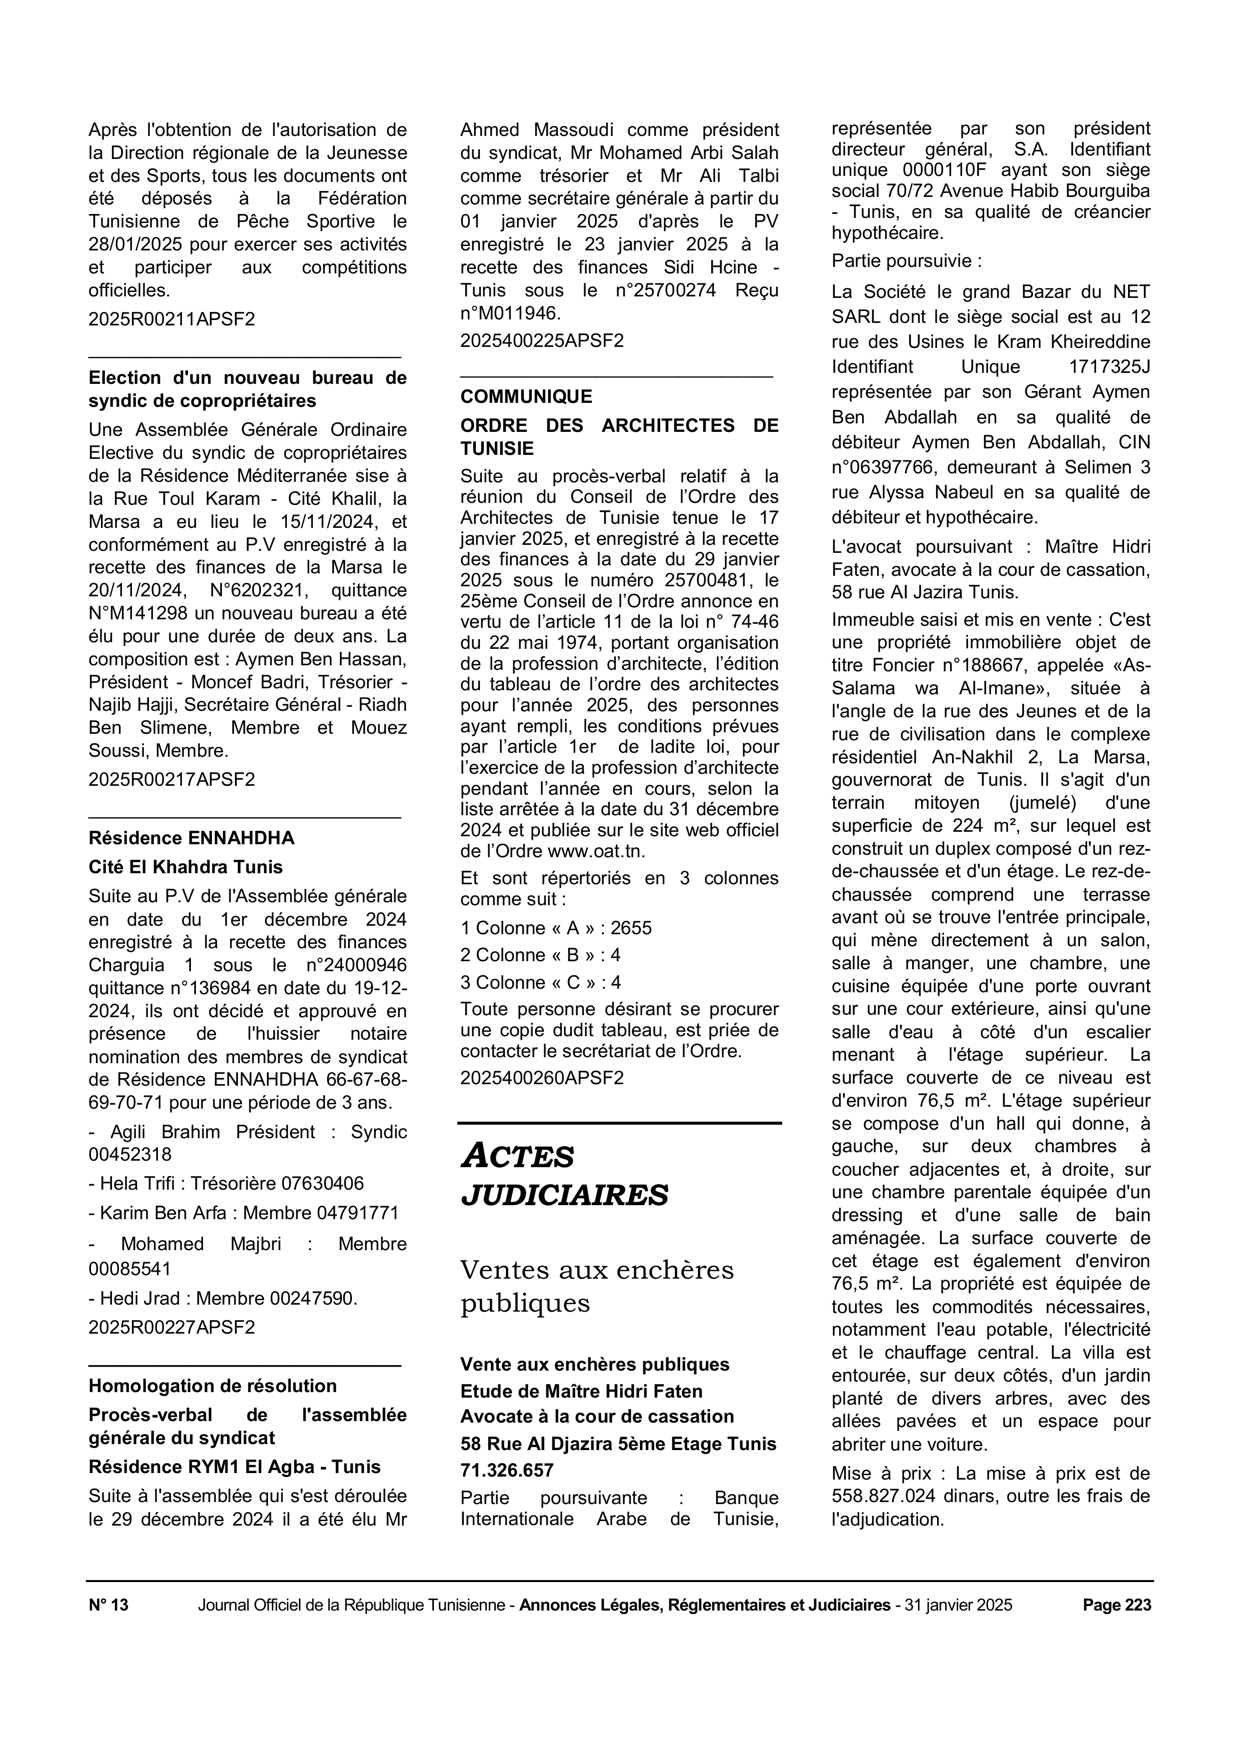 Après l'obtention de l'autorisation de
la Direction régionale de la Jeunesse
et des Sports, tous les documents ont
été déposés à la Fédération
Tunisienne de Pêche Sportive le
28/01/2025 pour exercer ses activités
et participer aux compétitions
officielles.
2025R00211APSF2
Election d'un nouveau bureau de
syndic de copropriétaires
Une Assemblée Générale Ordinaire
Elective du syndic de copropriétaires
de la Résidence Méditerranée sise à
la Rue Toul Karam - Cité Khalil, la
Marsa a eu lieu le 15/11/2024, et
conformément au P.V enregistré à la
recette des finances de la Marsa le
20/11/2024, N°6202321, quittance
N°M141298 un nouveau bureau a été
élu pour une durée de deux ans. La
composition est : Aymen Ben Hassan,
Président - Moncef Badri, Trésorier -
Najib Hajji, Secrétaire Général - Riadh
Ben Slimene, Membre et Mouez
Soussi, Membre.
2025R00217APSF2
Résidence ENNAHDHA
Cité El Khahdra Tunis
Suite au P.V de l'Assemblée générale
en date du 1er décembre 2024
enregistré à la recette des finances
Charguia 1 sous le n°24000946
quittance n°136984 en date du 19-12-
2024, ils ont décidé et approuvé en
présence de l'huissier notaire
nomination des membres de syndicat
de Résidence ENNAHDHA 66-67-68-
69-70-71 pour une période de 3 ans.
- Agili Brahim Président : Syndic
00452318
- Hela Trifi : Trésorière 07630406
- Karim Ben Arfa : Membre 04791771
- Mohamed Majbri : Membre
00085541
- Hedi Jrad : Membre 00247590.
2025R00227APSF2
Homologation de résolution
Procès-verbal de l'assemblée
générale du syndicat
Résidence RYM1 El Agba - Tunis
Suite à l'assemblée qui s'est déroulée
le 29 décembre 2024 il a été élu Mr
Ahmed Massoudi comme président
du syndicat, Mr Mohamed Arbi Salah
comme trésorier et Mr Ali Talbi
comme secrétaire générale à partir du
01 janvier 2025 d'après le PV
enregistré le 23 janvier 2025 à la
recette des finances Sidi Hcine -
Tunis sous le n°25700274 Reçu
n°M011946.
2025400225APSF2
COMMUNIQUE
ORDRE DES ARCHITECTES DE
TUNISIE
Suite au procès-verbal relatif à la
réunion du Conseil de l’Ordre des
Architectes de Tunisie tenue le 17
janvier 2025, et enregistré à la recette
des finances à la date du 29 janvier
2025 sous le numéro 25700481, le
25ème Conseil de l’Ordre annonce en
vertu de l’article 11 de la loi n° 74-46
du 22 mai 1974, portant organisation
de la profession d’architecte, l’édition
du tableau de l’ordre des architectes
pour l’année 2025, des personnes
ayant rempli, les conditions prévues
par l’article 1er de ladite loi, pour
l’exercice de la profession d’architecte
pendant l’année en cours, selon la
liste arrêtée à la date du 31 décembre
2024 et publiée sur le site web officiel
de l’Ordre www.oat.tn.
Et sont répertoriés en 3 colonnes
comme suit :
1 Colonne « A » : 2655
2 Colonne « B » : 4
3 Colonne « C » : 4
Toute personne désirant se procurer
une copie dudit tableau, est priée de
contacter le secrétariat de l’Ordre.
2025400260APSF2
ACTES
JUDICIAIRES
Ventes aux enchères
publiques
Vente aux enchères publiques
Etude de Maître Hidri Faten
Avocate à la cour de cassation
58 Rue Al Djazira 5ème Etage Tunis
71.326.657
Partie poursuivante : Banque
Internationale Arabe de Tunisie,
représentée par son président
directeur général, S.A. Identifiant
unique 0000110F ayant son siège
social 70/72 Avenue Habib Bourguiba
- Tunis, en sa qualité de créancier
hypothécaire.
Partie poursuivie :
La Société le grand Bazar du NET
SARL dont le siège social est au 12
rue des Usines le Kram Kheireddine
Identifiant Unique 1717325J
représentée par son Gérant Aymen
Ben Abdallah en sa qualité de
débiteur Aymen Ben Abdallah, CIN
n°06397766, demeurant à Selimen 3
rue Alyssa Nabeul en sa qualité de
débiteur et hypothécaire.
L'avocat poursuivant : Maître Hidri
Faten, avocate à la cour de cassation,
58 rue Al Jazira Tunis.
Immeuble saisi et mis en vente : C'est
une propriété immobilière objet de
titre Foncier n°188667, appelée «As-
Salama wa Al-Imane», située à
l'angle de la rue des Jeunes et de la
rue de civilisation dans le complexe
résidentiel An-Nakhil 2, La Marsa,
gouvernorat de Tunis. Il s'agit d'un
terrain mitoyen (jumelé) d'une
superficie de 224 m², sur lequel est
construit un duplex composé d'un rez-
de-chaussée et d'un étage. Le rez-de-
chaussée comprend une terrasse
avant où se trouve l'entrée principale,
qui mène directement à un salon,
salle à manger, une chambre, une
cuisine équipée d'une porte ouvrant
sur une cour extérieure, ainsi qu'une
salle d'eau à côté d'un escalier
menant à l'étage supérieur. La
surface couverte de ce niveau est
d'environ 76,5 m². L'étage supérieur
se compose d'un hall qui donne, à
gauche, sur deux chambres à
coucher adjacentes et, à droite, sur
une chambre parentale équipée d'un
dressing et d'une salle de bain
aménagée. La surface couverte de
cet étage est également d'environ
76,5 m². La propriété est équipée de
toutes les commodités nécessaires,
notamment l'eau potable, l'électricité
et le chauffage central. La villa est
entourée, sur deux côtés, d'un jardin
planté de divers arbres, avec des
allées pavées et un espace pour
abriter une voiture.
Mise à prix : La mise à prix est de
558.827.024 dinars, outre les frais de
l'adjudication.
N° 13 Journal Officiel de la République Tunisienne - Annonces Légales, Réglementaires et Judiciaires - 31 janvier 2025 Page 223